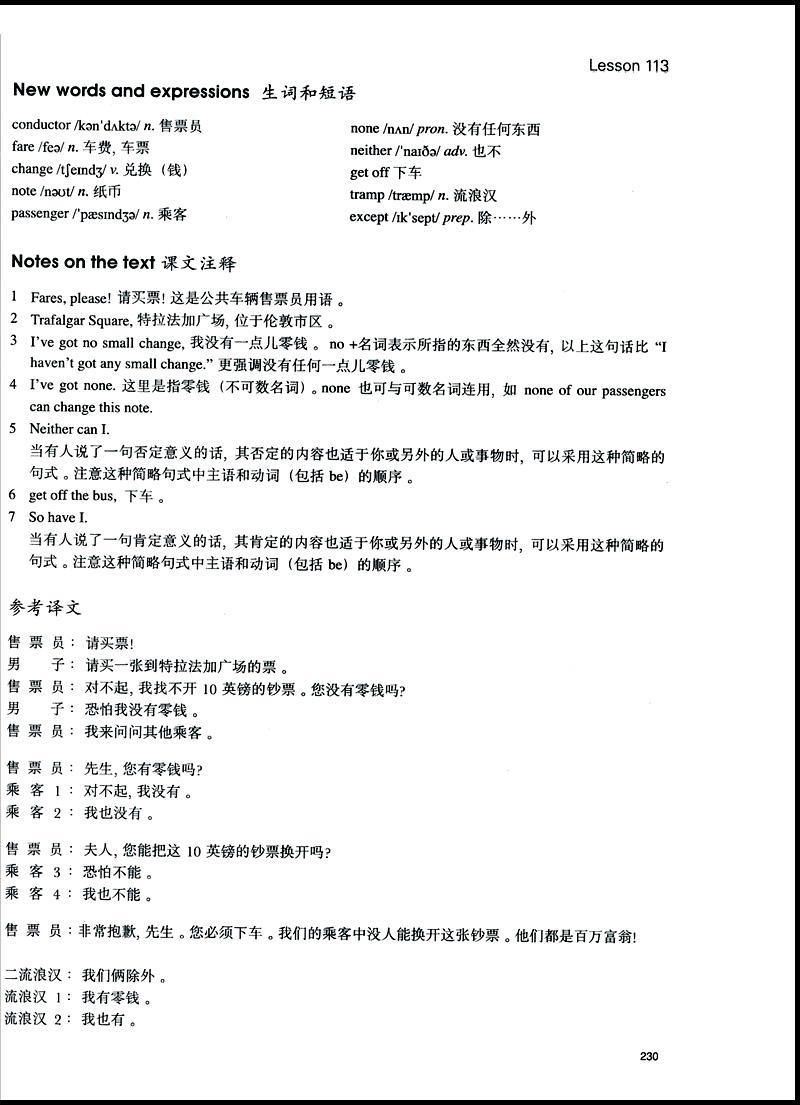 Lesson 113
New words and expressions 生词和短语
conductor /kən'dʌktə/ n. 售票员
fare /feə/ n. 车费, 车票
change /tʃeɪndʒ/ v. 兑换（钱）
note /nəʊt/ n. 纸币
passenger /'pæsɪndʒə/ n. 乘客
none /nʌn/ pron. 没有任何东西
neither /'naɪðə/ adv. 也不
get off 下车
tramp /træmp/ n. 流浪汉
except /ɪk'sept/ prep. 除……外
Notes on the text 课文注释
1 Fares, please! 请买票! 这是公共车辆售票员用语。
2 Trafalgar Square, 特拉法加广场, 位于伦敦市区。
3 I've got no small change, 我没有一点儿零钱。no +名词表示所指的东西全然没有, 以上这句话比 “I
haven't got any small change.” 更强调没有任何一点儿零钱。
4 I've got none. 这里是指零钱（不可数名词）。none 也可与可数名词连用, 如 none of our passengers
can change this note.
5 Neither can I.
当有人说了一句否定意义的话, 其否定的内容也适于你或另外的人或事物时, 可以采用这种简略的
句式。注意这种简略句式中主语和动词（包括 be）的顺序。
6 get off the bus, 下车。
7 So have I.
当有人说了一句肯定意义的话, 其肯定的内容也适于你或另外的人或事物时, 可以采用这种简略的
句式。注意这种简略句式中主语和动词（包括 be）的顺序。
参考译文
售票员：请买票!
男子：请买一张到特拉法加广场的票。
售票员：对不起, 我找不开 10 英镑的钞票。您没有零钱吗?
男子：恐怕我没有零钱。
售票员：我来问问其他乘客。
售票员：先生, 您有零钱吗?
乘客 1：对不起, 我没有。
乘客 2：我也没有。
售票员：夫人, 您能把这 10 英镑的钞票换开吗?
乘客 3：恐怕不能。
乘客 4：我也不能。
售票员：非常抱歉, 先生。您必须下车。我们的乘客中没人能换开这张钞票。他们都是百万富翁!
二流浪汉：我们俩除外。
流浪汉 1：我有零钱。
流浪汉 2：我也有。
230